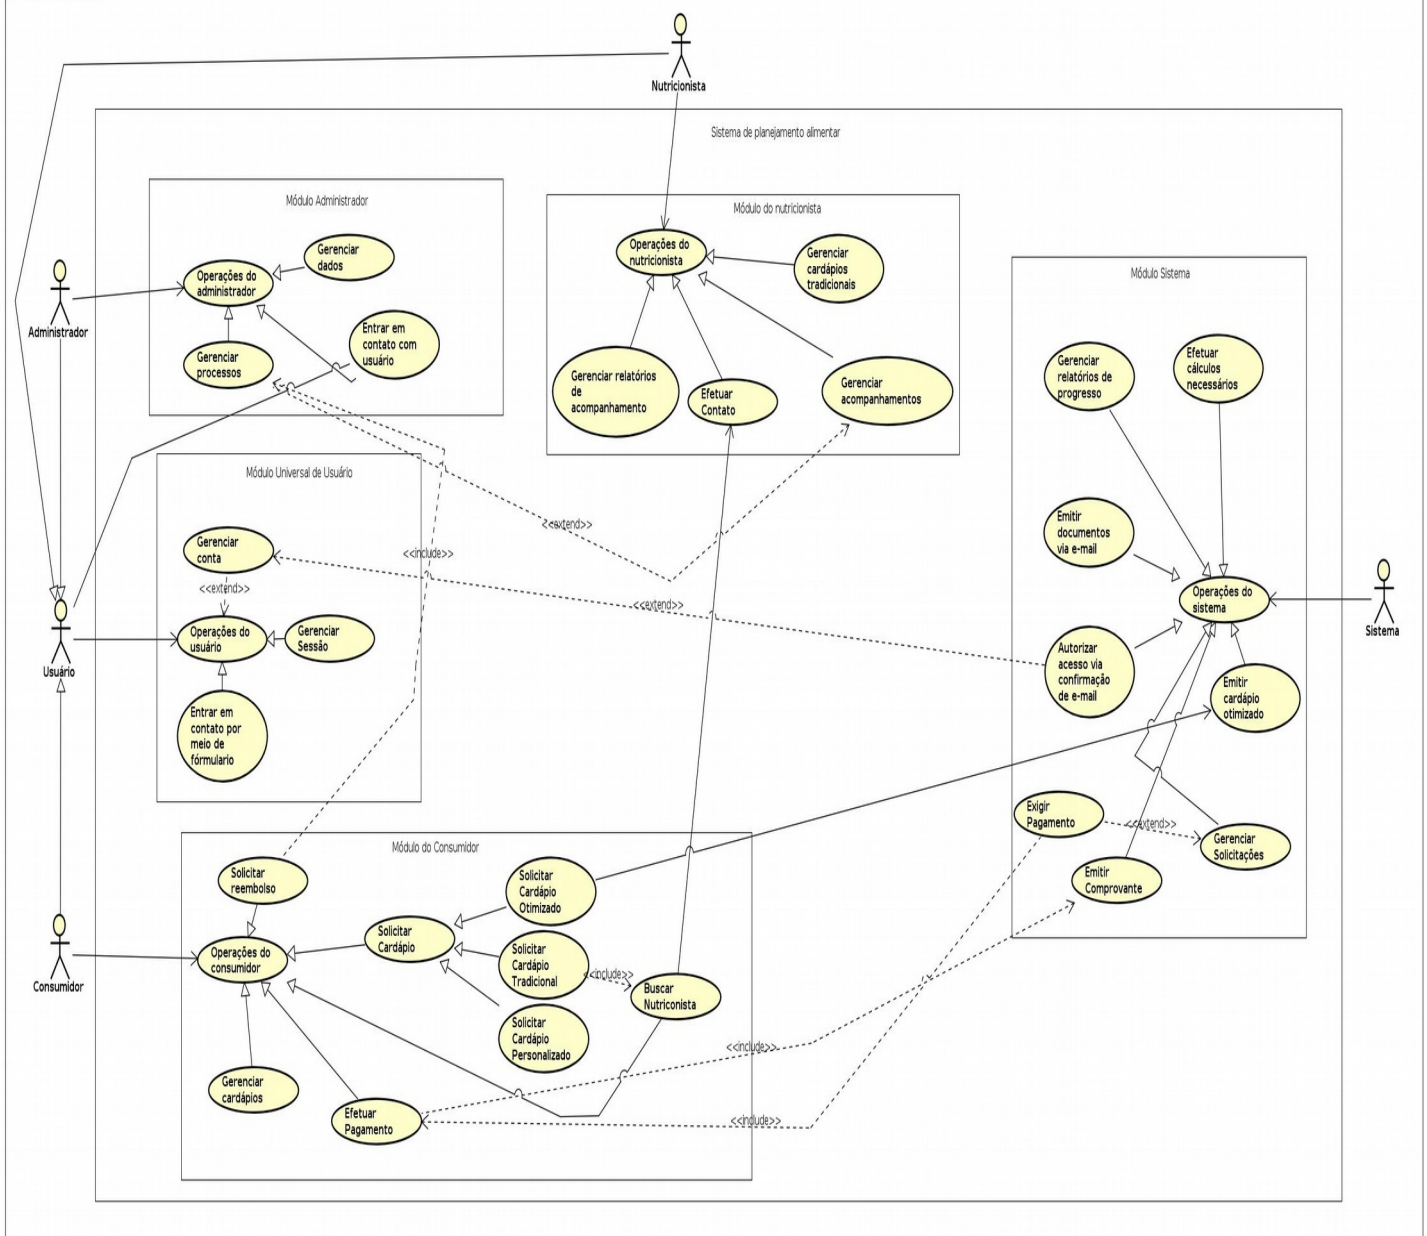 Nutricionista
Sistema de planejamento alimentar
Módulo Administrador
Gerenciar
dados
Operações do
administrador
Entrar em
contato com
usuário
Gerenciar
processos
Administrador
Módulo do nutricionista
Operações do
nutricionista
Gerenciar
cardápios
tradicionais
Gerenciar relatórios
de
acompanhamento
Efetuar
Contato
Gerenciar
acompanhamentos
Módulo Sistema
Gerenciar
relatórios de
progresso
Efetuar
cálculos
necessários
Emitir
documentos
via e-mail
Operações do
sistema
Sistema
Autorizar
acesso via
confirmação
de e-mail
Emitir
cardápio
otimizado
Exigir
Pagamento
<<extend>>
Gerenciar
Solicitações
Emitir
Comprovante
Módulo Universal de Usuário
Gerenciar
conta
<<extend>>
<<include>>
<<extend>>
<<extend>>
Operações do
usuário
Gerenciar
Sessão
Entrar em
contato por
meio de
fórmulario
Usuário
Módulo do Consumidor
Solicitar
reembolso
Solicitar
Cardápio
Otimizado
Operações do
consumidor
Solicitar
Cardápio
Solicitar
Cardápio
Tradicional
<<include>>
Buscar
Nutriconista
Solicitar
Cardápio
Personalizado
Gerenciar
cardápios
Efetuar
Pagamento
<<include>>
<<include>>
Consumidor